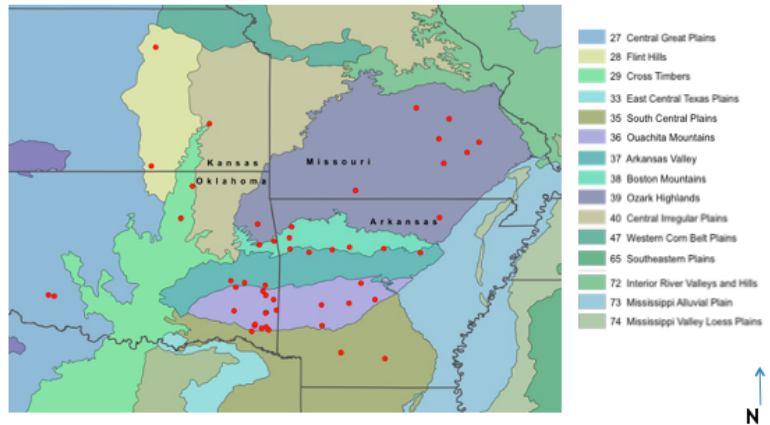 Kansas
Missouri
Oklahoma
Arkansas
27 Central Great Plains
28 Flint Hills
29 Cross Timbers
33 East Central Texas Plains
35 South Central Plains
36 Ouachita Mountains
37 Arkansas Valley
38 Boston Mountains
39 Ozark Highlands
40 Central Irregular Plains
47 Western Corn Belt Plains
65 Southeastern Plains
72 Interior River Valleys and Hills
73 Mississippi Alluvial Plain
74 Mississippi Valley Loess Plains
N